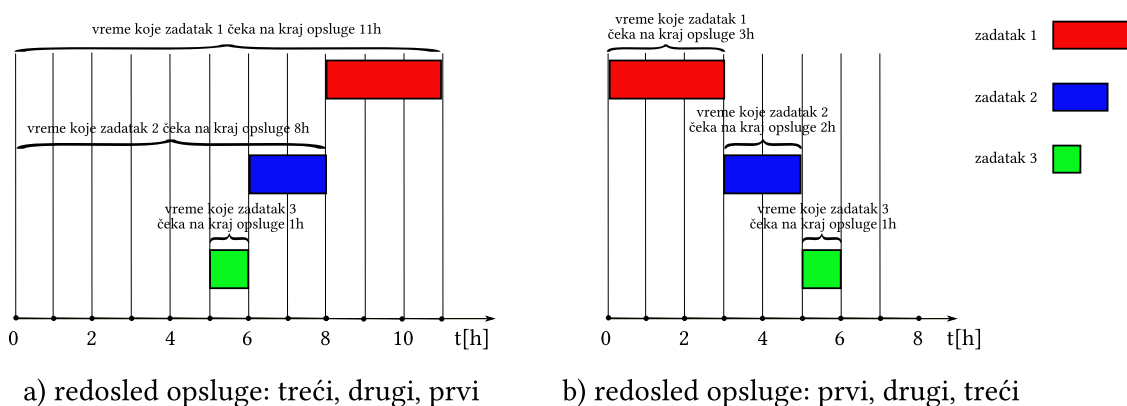 vreme koje zadatak 1 čeka na kraj opsluge 11h
vreme koje zadatak 2 čeka na kraj opsluge 8h
vreme koje zadatak 3
čeka na kraj opsluge 1h
0
2
4
6
8
10
t[h]
a) redosled opsluge: treći, drugi, prvi
vreme koje zadatak 1
čeka na kraj opsluge 3h
vreme koje zadatak 2
čeka na kraj opsluge 2h
vreme koje zadatak 3
čeka na kraj opsluge 1h
0
2
4
6
8
t[h]
b) redosled opsluge: prvi, drugi, treći
zadatak 1
zadatak 2
zadatak 3